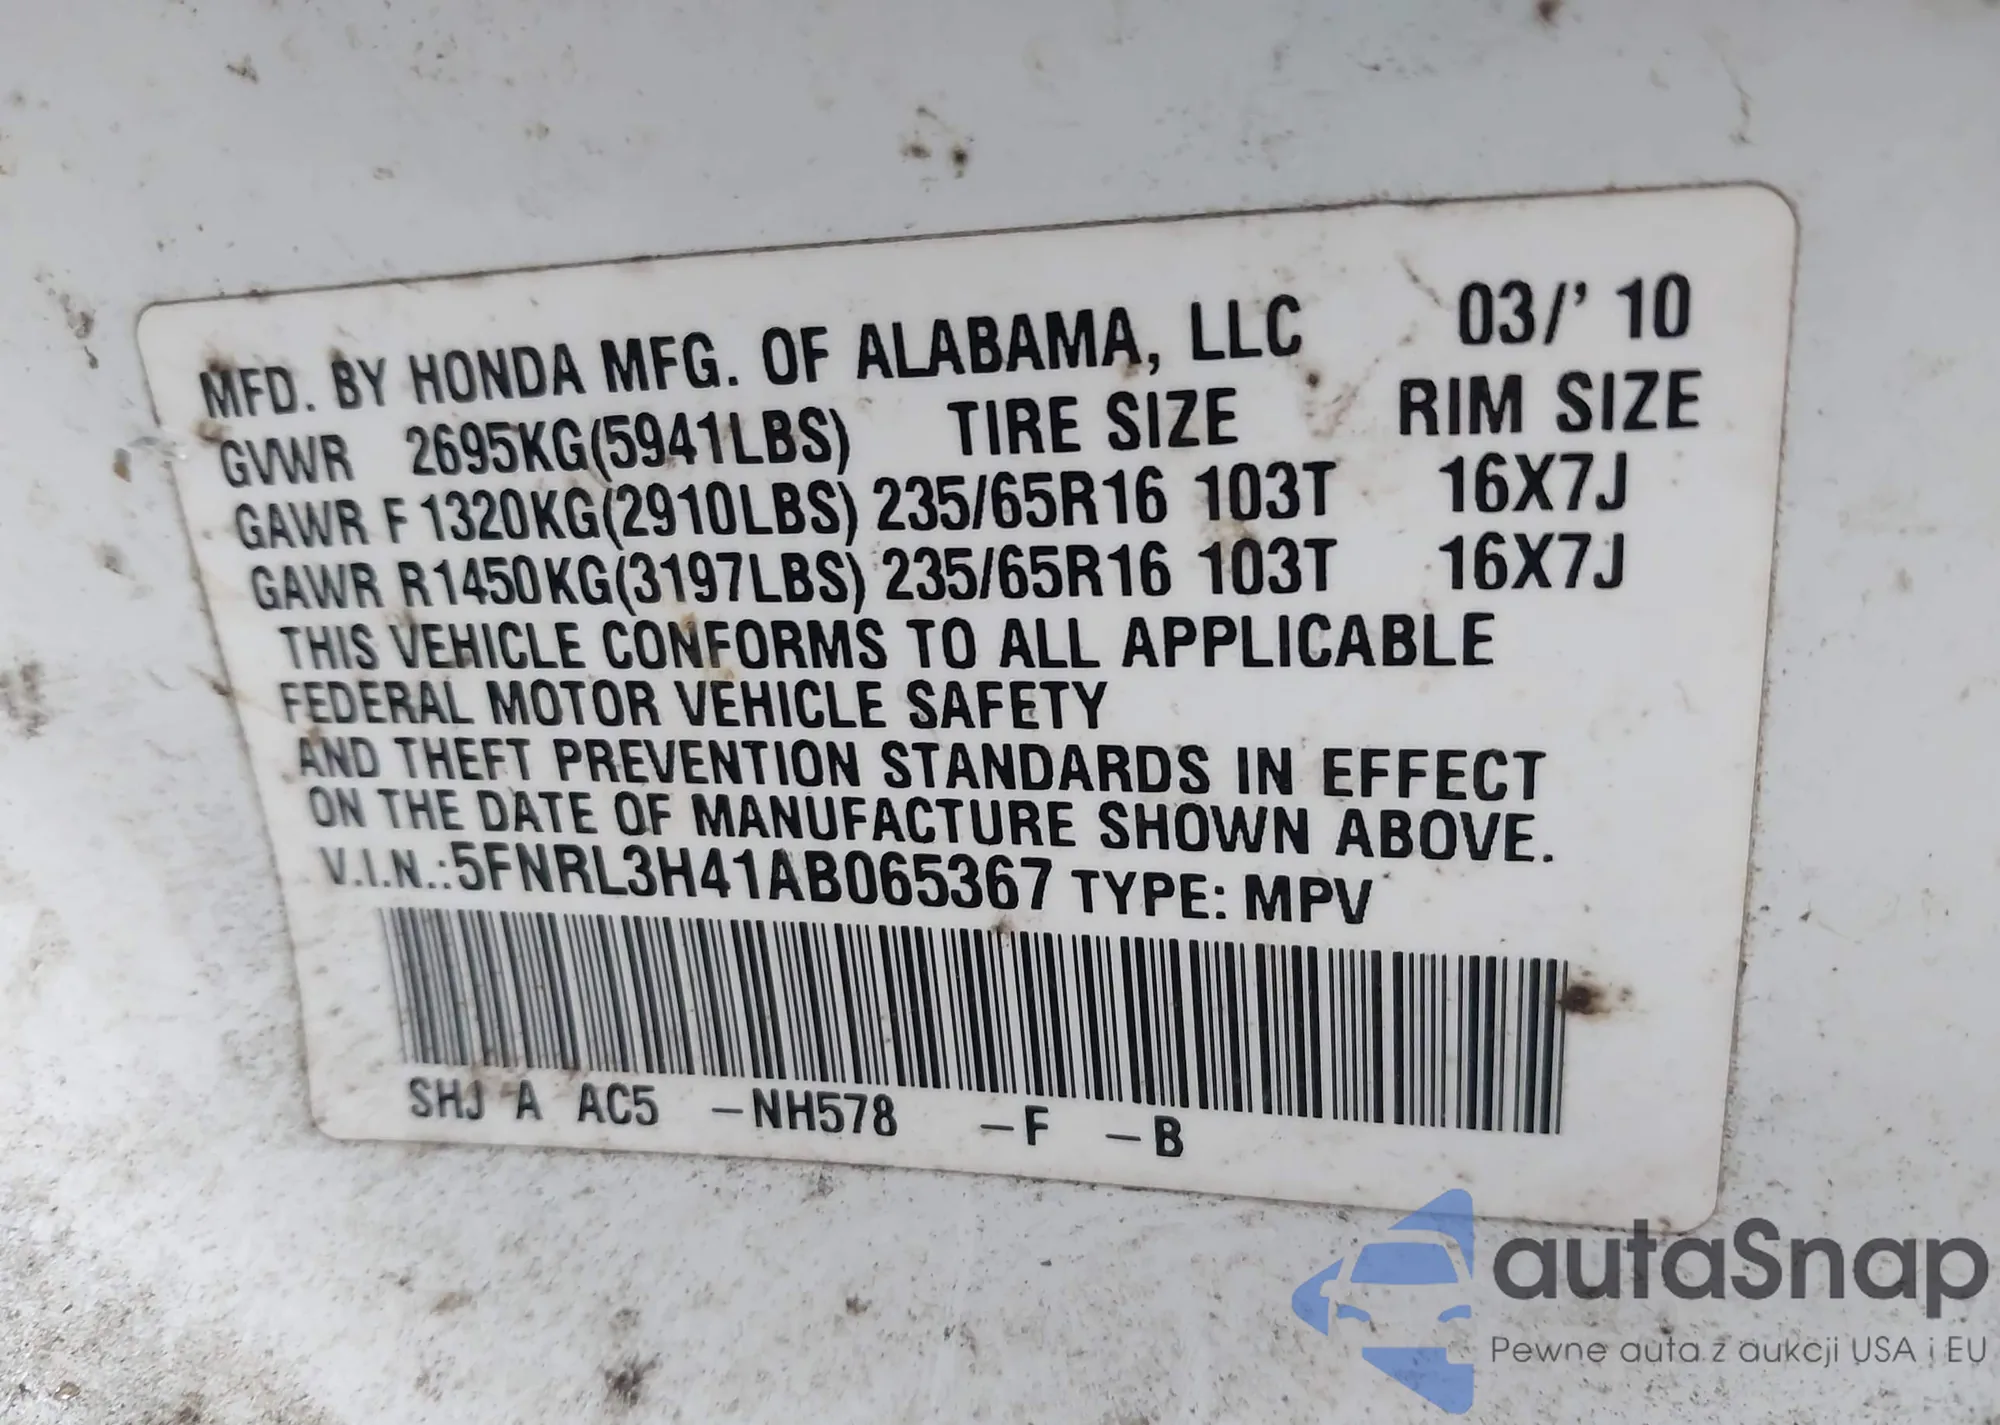 MFD. BY HONDA MFG. OF ALABAMA, LLC 03/' 10
GVWR 2695KG(5941LBS) TIRE SIZE RIM SIZE
GAWR F 1320KG(2910LBS) 235/65R16 103T 16X7J
GAWR R1450KG(3197LBS) 235/65R16 103T 16X7J
THIS VEHICLE CONFORMS TO ALL APPLICABLE
FEDERAL MOTOR VEHICLE SAFETY
AND THEFT PREVENTION STANDARDS IN EFFECT
ON THE DATE OF MANUFACTURE SHOWN ABOVE.
V.I.N.:5FNRL3H41AB065367 TYPE: MPV
SHJ A AC5 –NH578 –F –B
autaSnap
Pewne auta z aukcji USA i EU